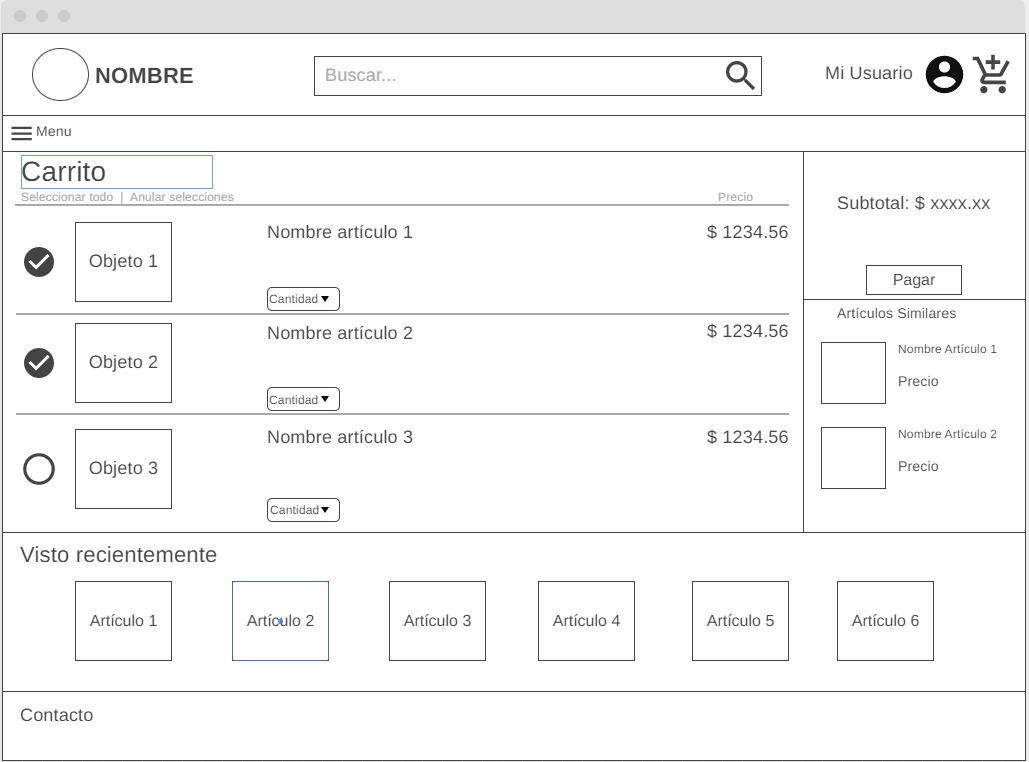 NOMBRE
Buscar...
Mi Usuario
Menu
Carrito
Seleccionar todo | Anular selecciones
Precio
Objeto 1
Nombre artículo 1
$ 1234.56
Cantidad
Objeto 2
Nombre artículo 2
$ 1234.56
Cantidad
Objeto 3
Nombre artículo 3
$ 1234.56
Cantidad
Subtotal: $ xxxx.xx
Pagar
Artículos Similares
Nombre Artículo 1
Precio
Nombre Artículo 2
Precio
Visto recientemente
Artículo 1
Artículo 2
Artículo 3
Artículo 4
Artículo 5
Artículo 6
Contacto